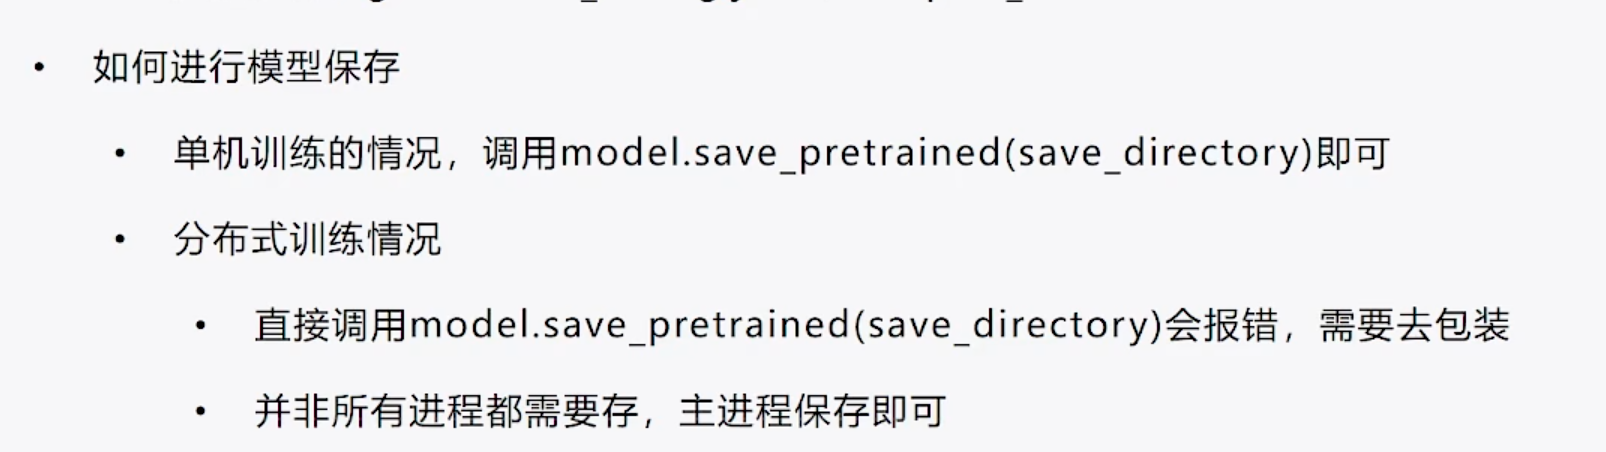 如何进行模型保存
单机训练的情况，调用model.save_pretrained(save_directory)即可
分布式训练情况
直接调用model.save_pretrained(save_directory)会报错，需要去包装
并非所有进程都需要存，主进程保存即可